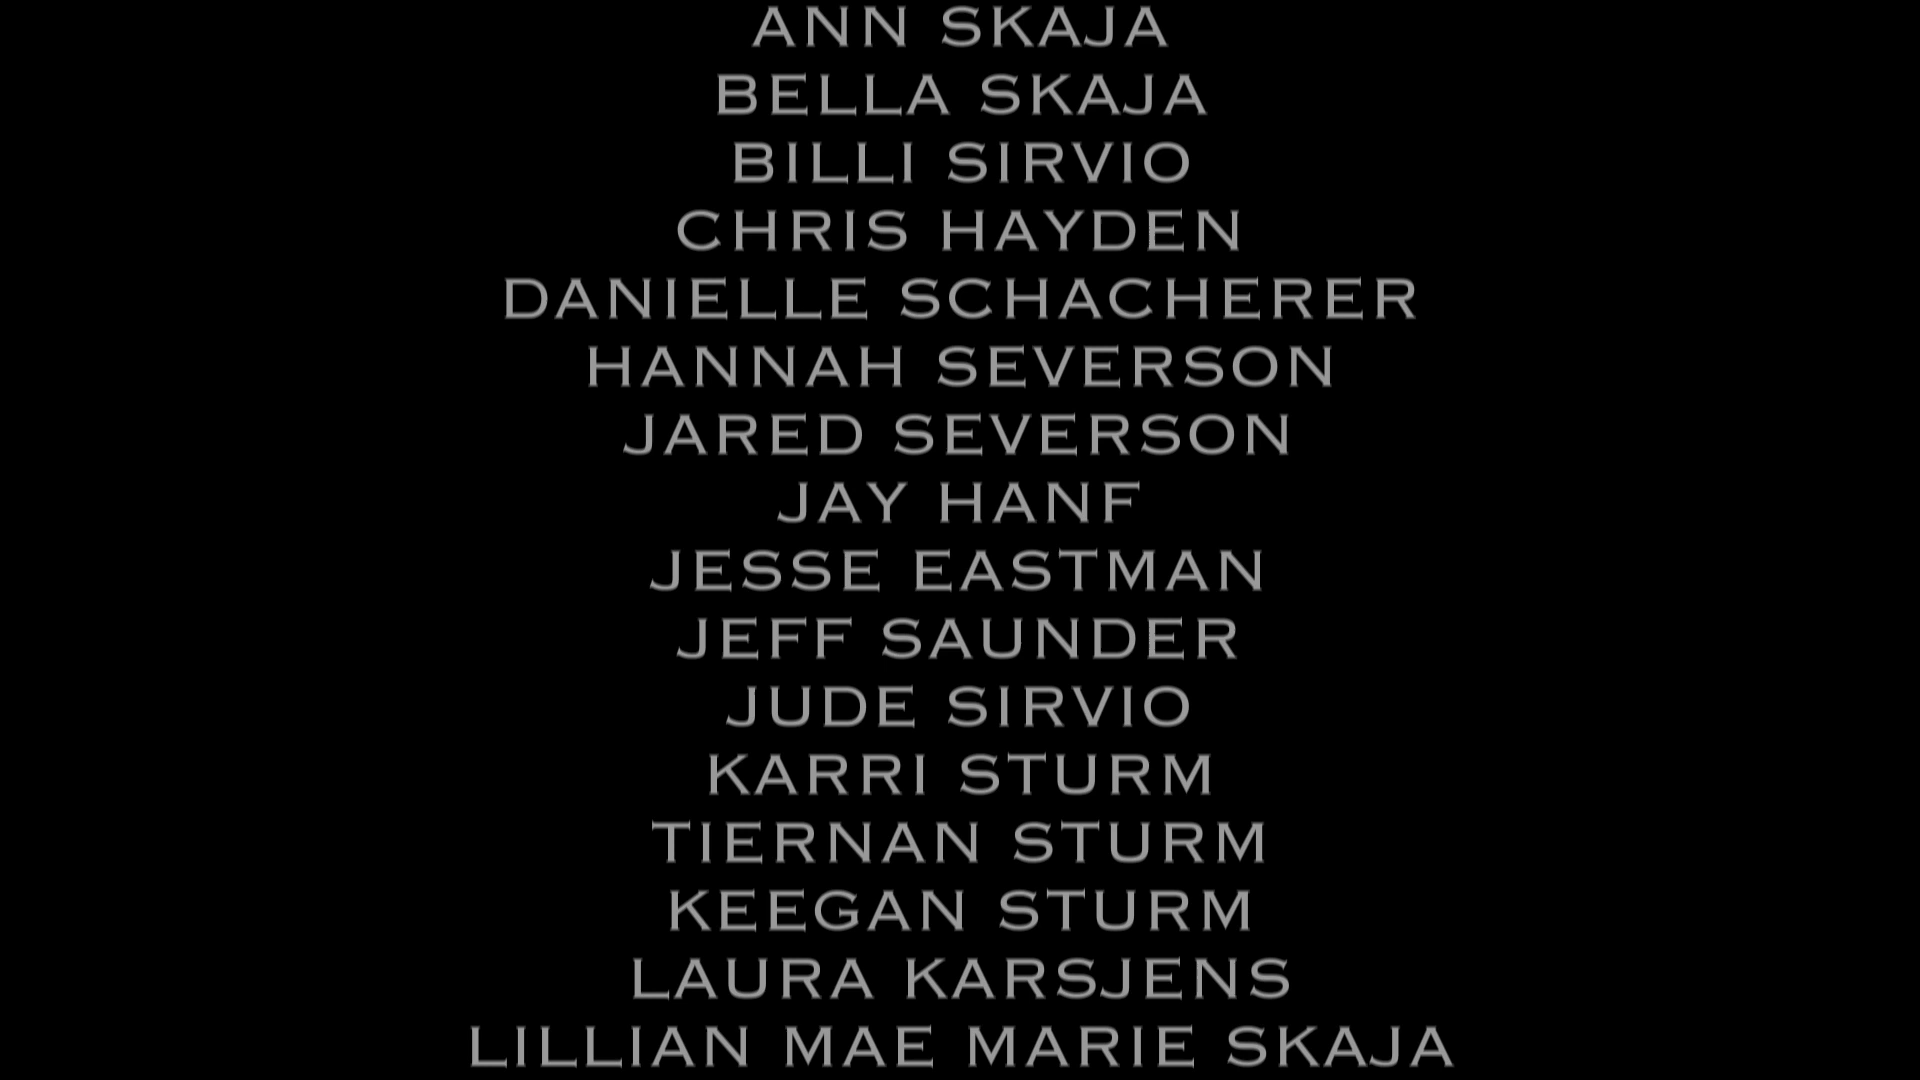 ANN SKAJA
BELLA SKAJA
BILLI SIRVIO
CHRIS HAYDEN
DANIELLE SCHACHERER
HANNAH SEVERSON
JARED SEVERSON
JAY HANF
JESSE EASTMAN
JEFF SAUNDER
JUDE SIRVIO
KARRI STURM
TIERNAN STURM
KEEGAN STURM
LAURA KARSJENS
LILLIAN MAE MARIE SKAJA